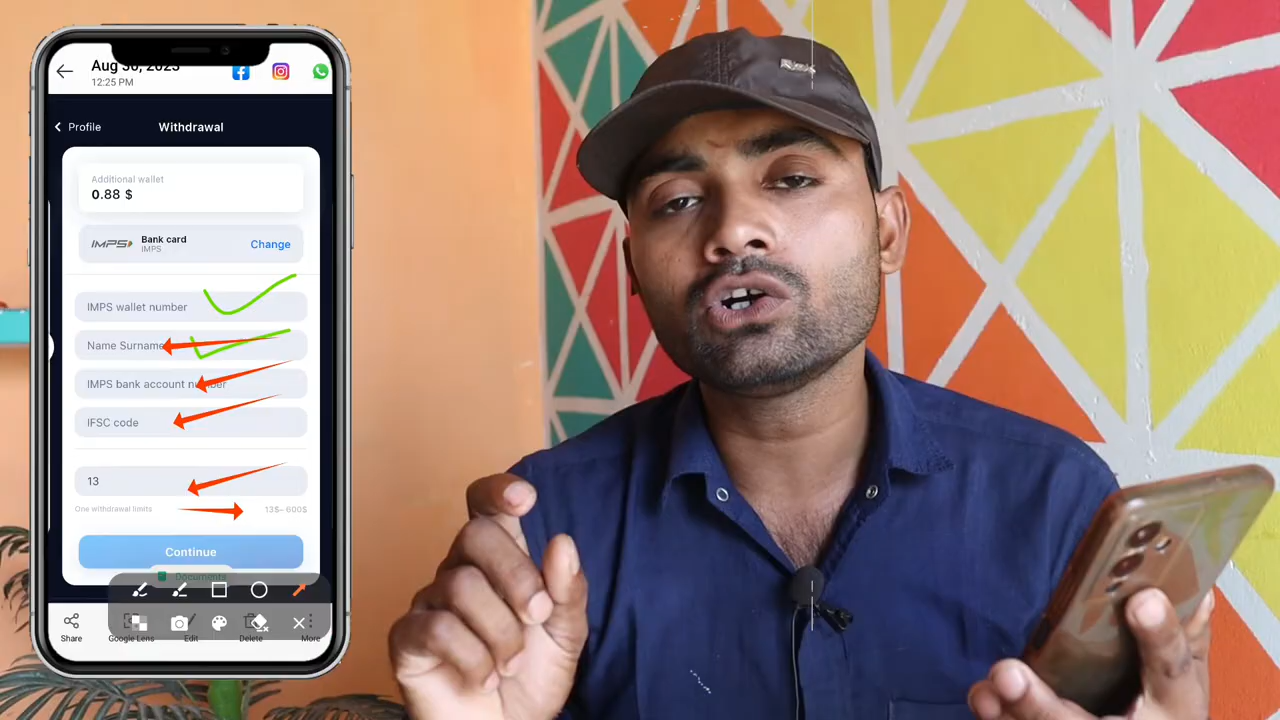 Aug 30, 2023
12:25 PM
Profile
Withdrawal
Additional wallet
0.88 $
IMPS
Bank card
IMPS
Change
IMPS wallet number
Name Surname
IMPS bank account number
IFSC code
13
One withdrawal limits
13$– 600$
Continue
Documents
Share
Google Lens
Edit
Delete
More